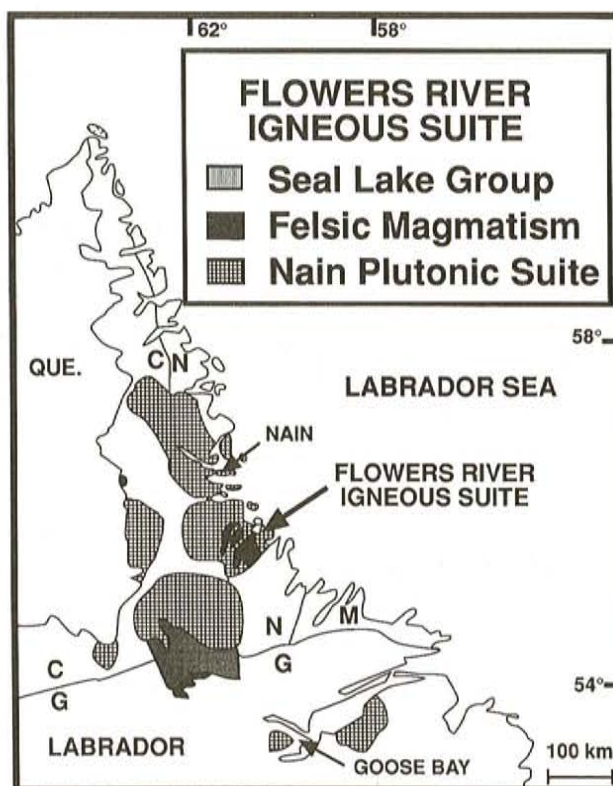 62° 58°
FLOWERS RIVER
IGNEOUS SUITE
Seal Lake Group
Felsic Magmatism
Nain Plutonic Suite
58°
C N
QUE.
LABRADOR SEA
NAIN
FLOWERS RIVER
IGNEOUS SUITE
N M
G
C
G
54°
LABRADOR
GOOSE BAY
100 km